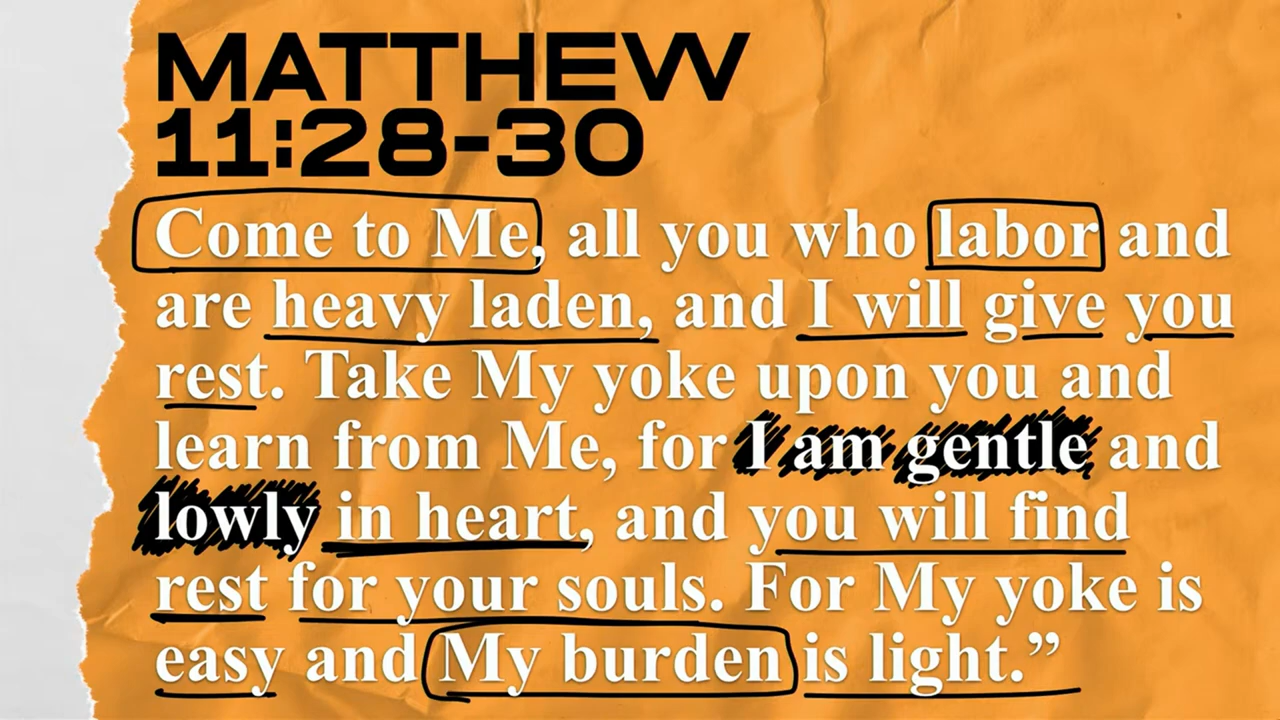 MATTHEW
11:28-30
Come to Me, all you who labor and
are heavy laden, and I will give you
rest. Take My yoke upon you and
learn from Me, for I am gentle and
lowly in heart, and you will find
rest for your souls. For My yoke is
easy and My burden is light.”